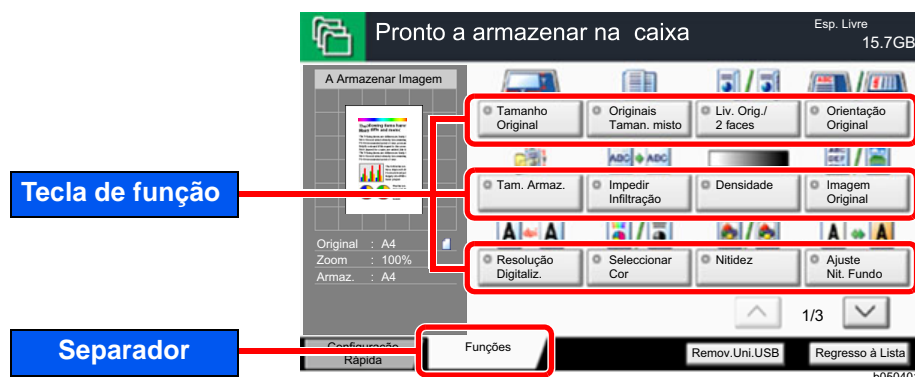 Pronto a armazenar na caixa
Esp. Livre
15.7GB
A Armazenar Imagem
Tamanho
Original
Originais
Taman. misto
Liv. Orig./
2 faces
Orientação
Original
ABC ABC
Tecla de função
Tam. Armaz.
Impedir
Infiltração
Densidade
Imagem
Original
A A
A A
Original : A4
Zoom : 100%
Armaz. : A4
Resolução
Digitaliz.
Seleccionar
Cor
Nitidez
Ajuste
Nit. Fundo
1/3
Separador
Configuração
Rápida
Funções
Remov.Uni.USB
Regresso à Lista